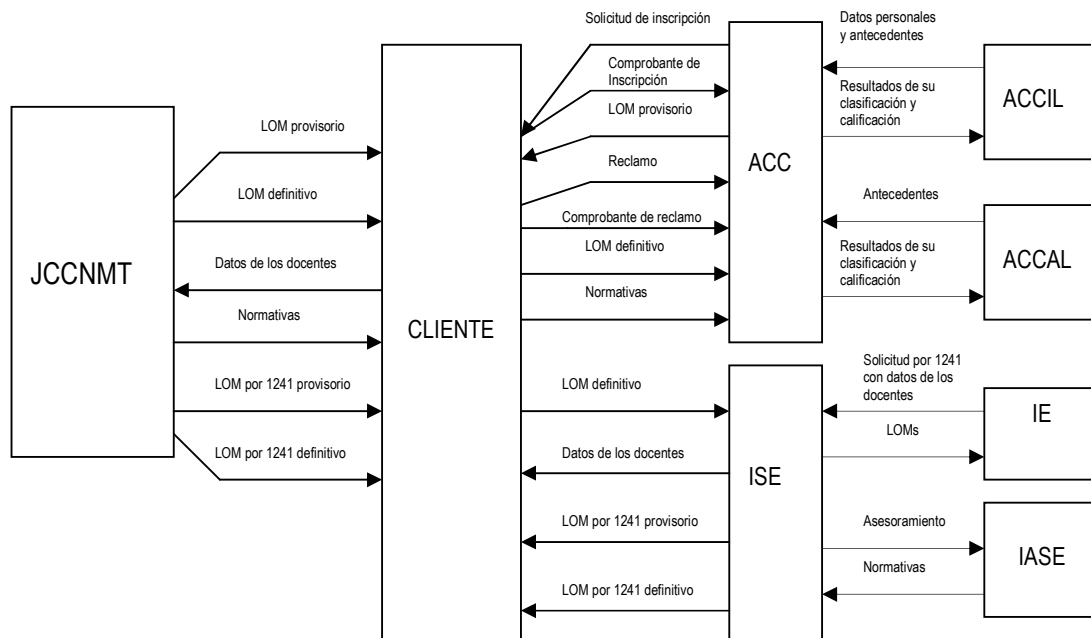 Solicitud de inscripción
Datos personales
y antecedentes
Comprobante de
Inscripción
LOM provisorio
Resultados de su
clasificación y
calificación
ACCIL
LOM provisorio
Reclamo
ACC
LOM definitivo
Comprobante de reclamo
Antecedentes
LOM definitivo
Resultados de su
clasificación y
calificación
ACCAL
JCCNMT
Datos de los docentes
Normativas
Normativas
CLIENTE
LOM por 1241 provisorio
LOM definitivo
Solicitud por 1241
con datos de los
docentes
IE
LOMs
LOM por 1241 definitivo
Datos de los docentes
ISE
LOM por 1241 provisorio
Asesoramiento
IASE
Normativas
LOM por 1241 definitivo